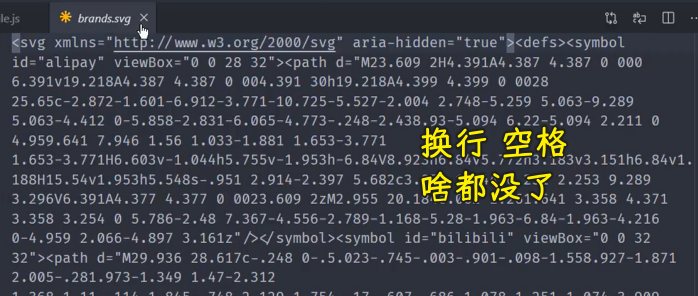 le.js brands.svg
<svg xmlns="http://www.w3.org/2000/svg" aria-hidden="true"><defs><symbol
id="alipay" viewBox="0 0 28 32"><path d="M23.609 2H4.391A4.387 4.387 0 000
6.391v19.218A4.387 4.387 0 004.391 30h19.218A4.399 4.399 0 0028
25.65c-2.872-1.601-6.912-3.771-10.725-5.527-2.004 2.748-5.259 5.063-9.289
5.063-4.412 0-5.858-2.831-6.065-4.773-.248-2.438.93-5.094 6.22-5.094 2.211 0
4.959.641 7.946 1.56 1.033-1.881 1.653-3.771
1.653-3.771H6.603v-1.044h5.755v-1.953h-6.84V8.923h6.84V5.772h3.183v3.151h6.84v1.
188H15.54v1.953h5.548s-.951 2.914-2.397 5.682c3.
2.253 9.289
3.296V6.391A4.377 4.377 0 0023.609 2zM2.955 20.18
.641 3.358 4.371
3.358 3.254 0 5.786-2.48 7.367-4.556-2.789-1.168-5.28-1.963-6.84-1.963-4.216
0-4.959 2.066-4.897 3.161z"/></symbol><symbol id="bilibili" viewBox="0 0 32
32"><path d="M29.936 28.617c-.248 0-.5.023-.745-.003-.901-.098-1.558.927-1.871
2.005-.281.973-1.349 1.47-2.312
换行 空格
啥都没了